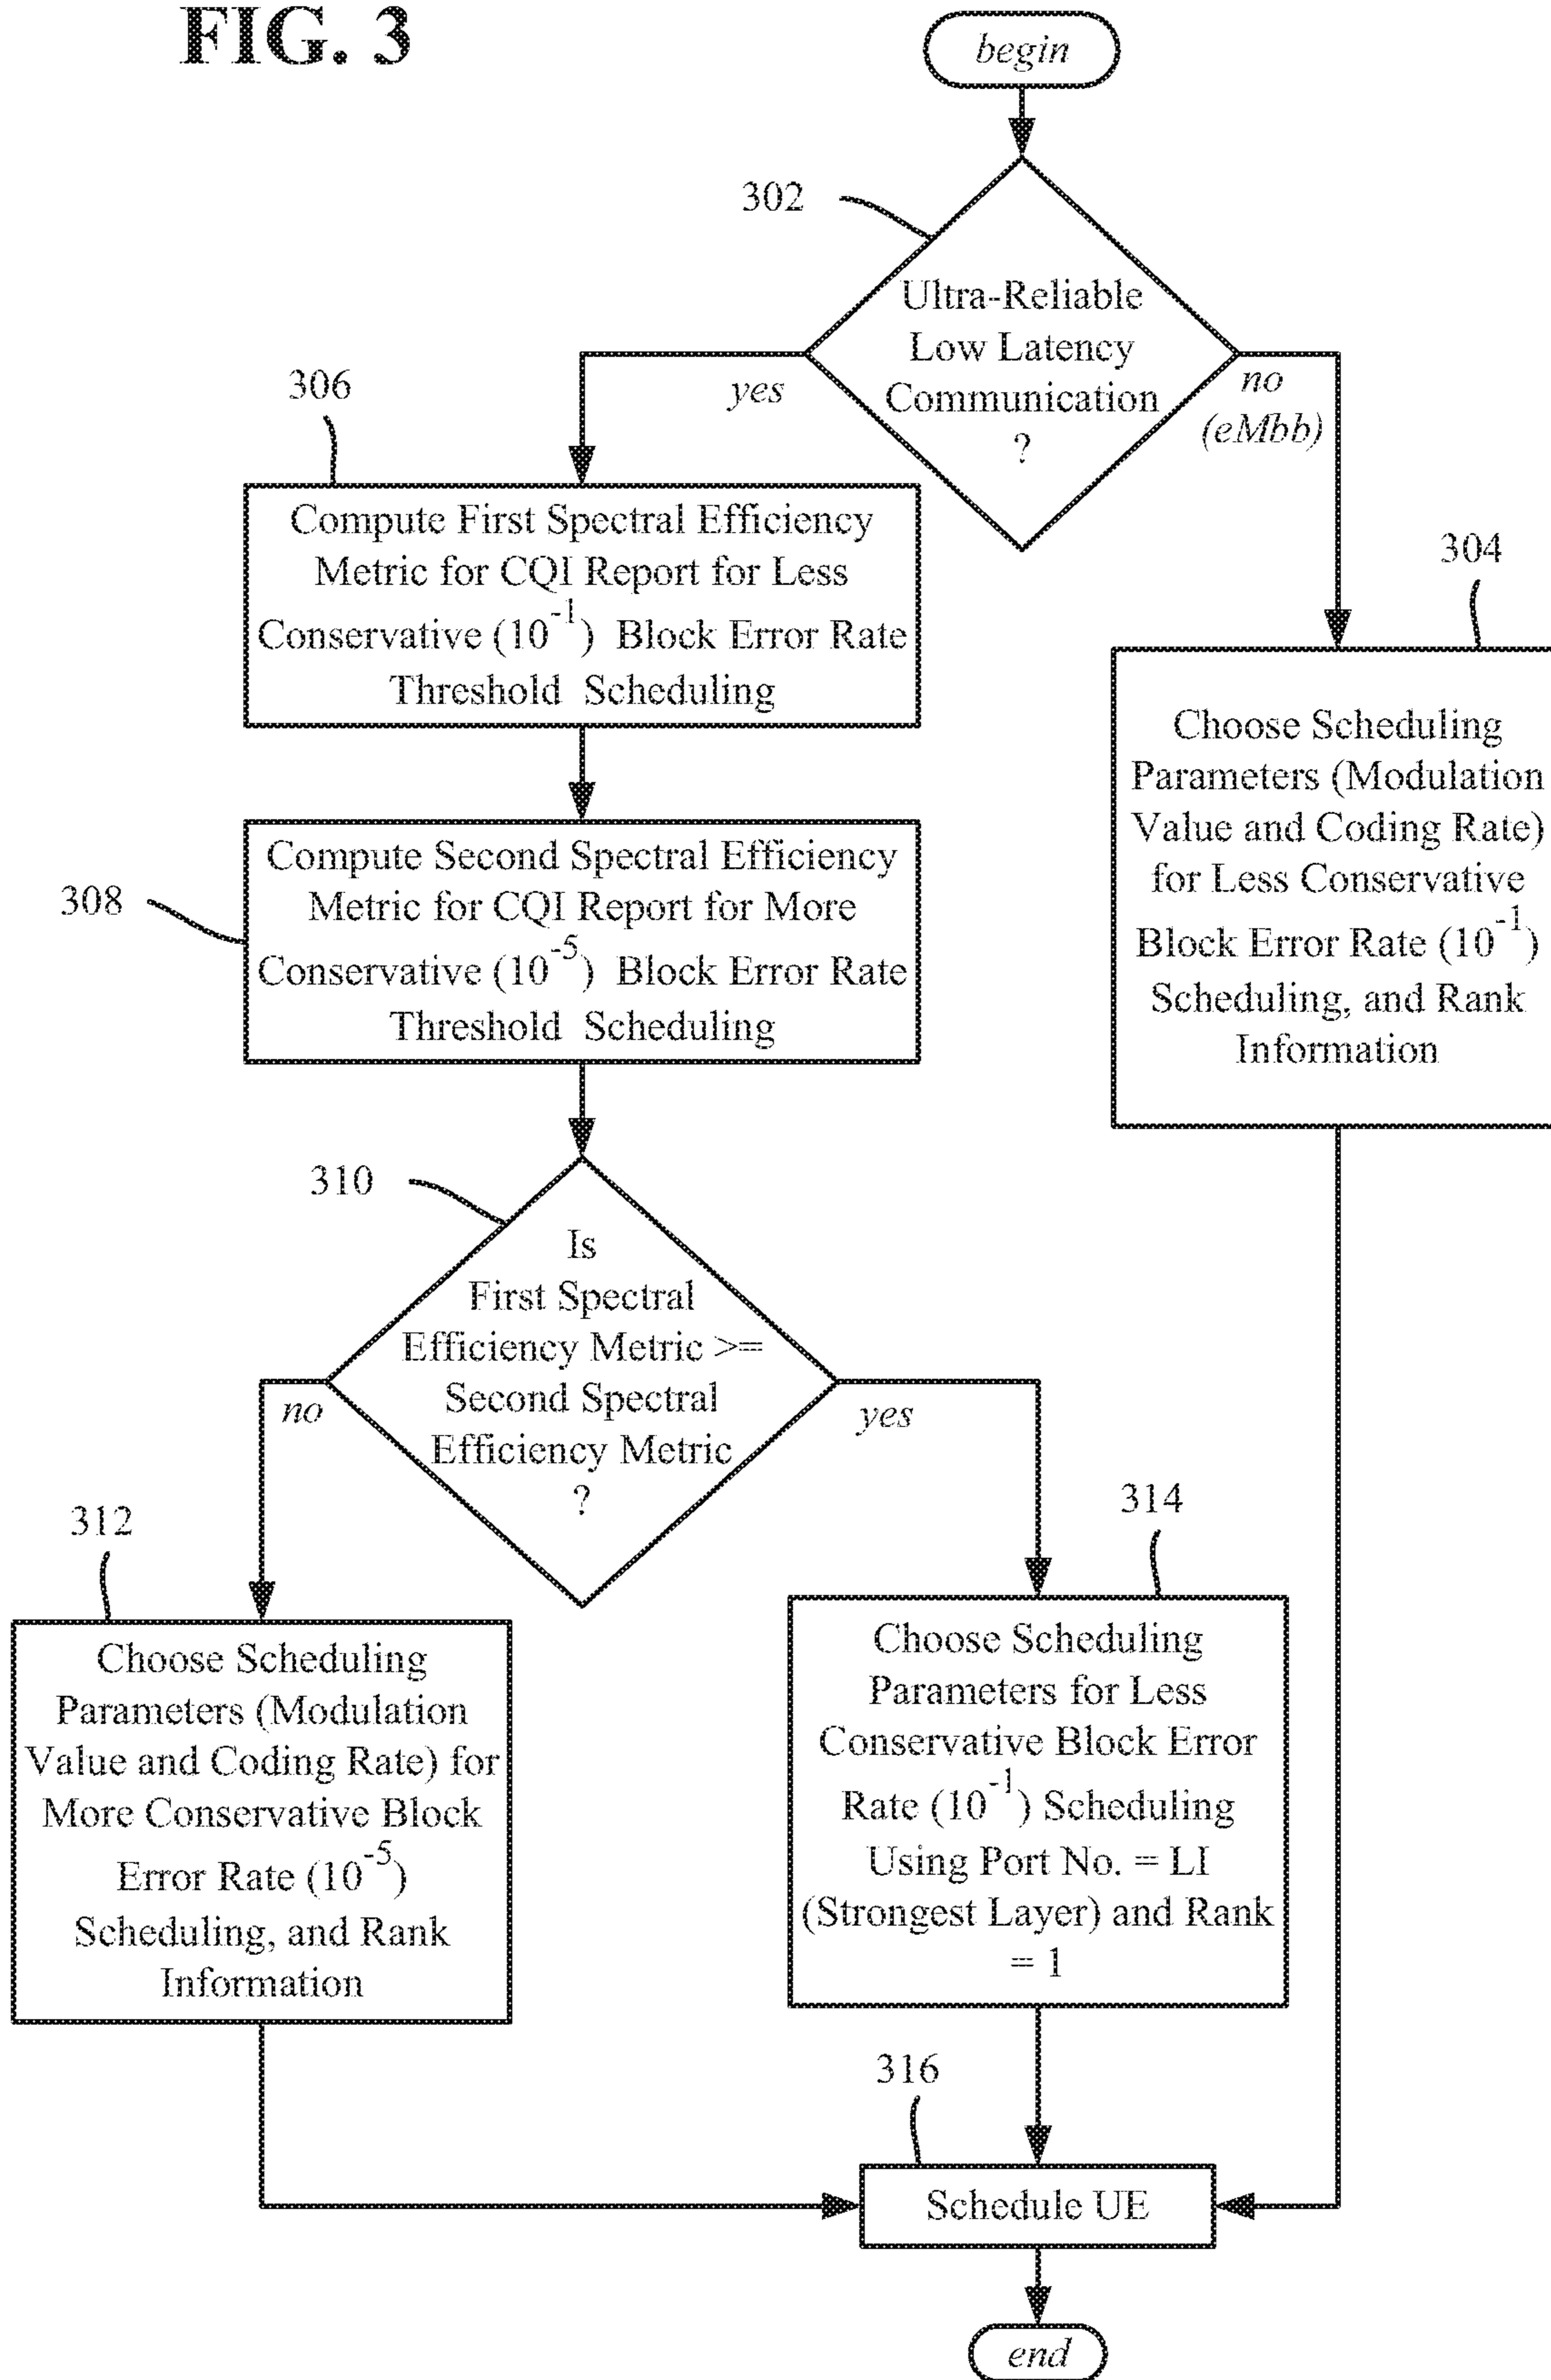 FIG. 3
begin
302
Ultra-Reliable
Low Latency
Communication
?
yes
no
(eMbb)
306
Compute First Spectral Efficiency
Metric for CQI Report for Less
Conservative (10^-1) Block Error Rate
Threshold Scheduling
304
Choose Scheduling
Parameters (Modulation
Value and Coding Rate)
for Less Conservative
Block Error Rate (10^-1)
Scheduling, and Rank
Information
308
Compute Second Spectral Efficiency
Metric for CQI Report for More
Conservative (10^-5) Block Error Rate
Threshold Scheduling
310
Is
First Spectral
Efficiency Metric >=
Second Spectral
Efficiency Metric
?
no
yes
312
Choose Scheduling
Parameters (Modulation
Value and Coding Rate) for
More Conservative Block
Error Rate (10^-5)
Scheduling, and Rank
Information
314
Choose Scheduling
Parameters for Less
Conservative Block Error
Rate (10^-1) Scheduling
Using Port No. = LI
(Strongest Layer) and Rank
= 1
316
Schedule UE
end